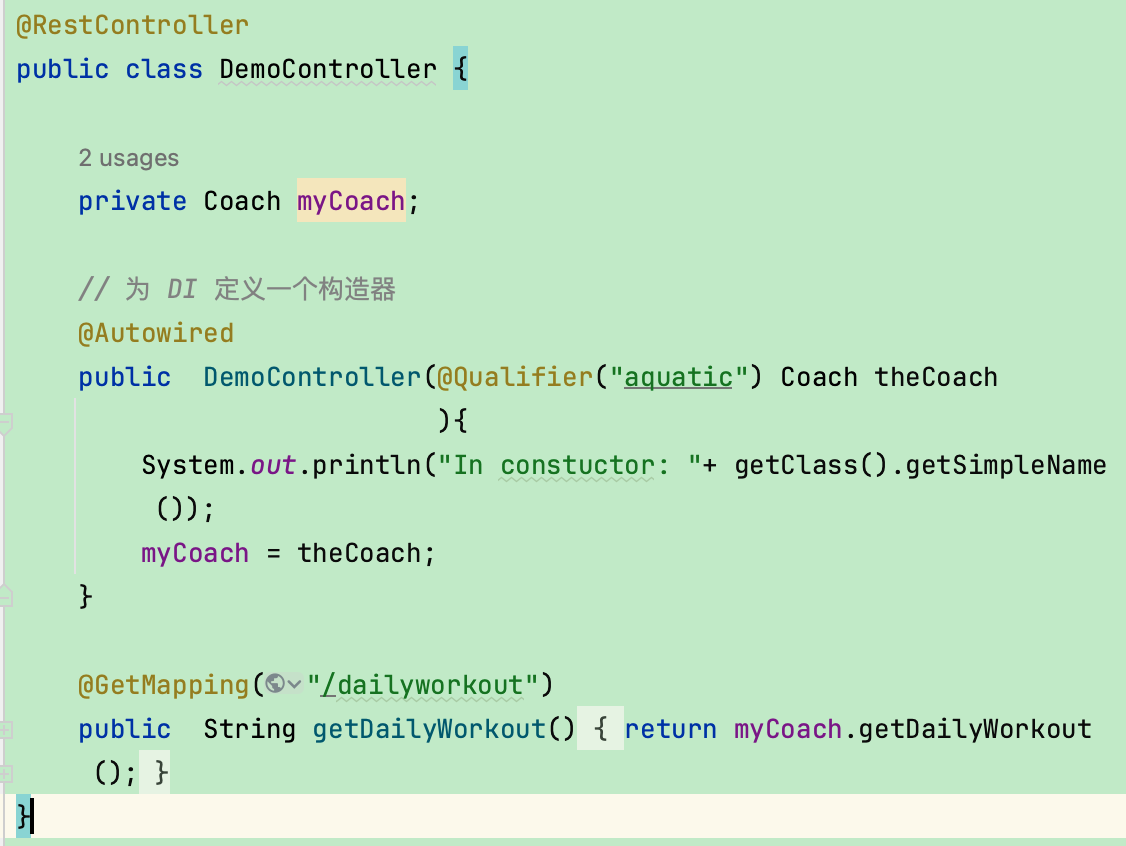 @RestController
public class DemoController {
2 usages
private Coach myCoach;
// 为 DI 定义一个构造器
@Autowired
public  DemoController(@Qualifier("aquatic") Coach theCoach
){
System.out.println("In constuctor: "+ getClass().getSimpleName
());
myCoach = theCoach;
}
@GetMapping("/dailyworkout")
public  String getDailyWorkout() { return myCoach.getDailyWorkout
(); }
}